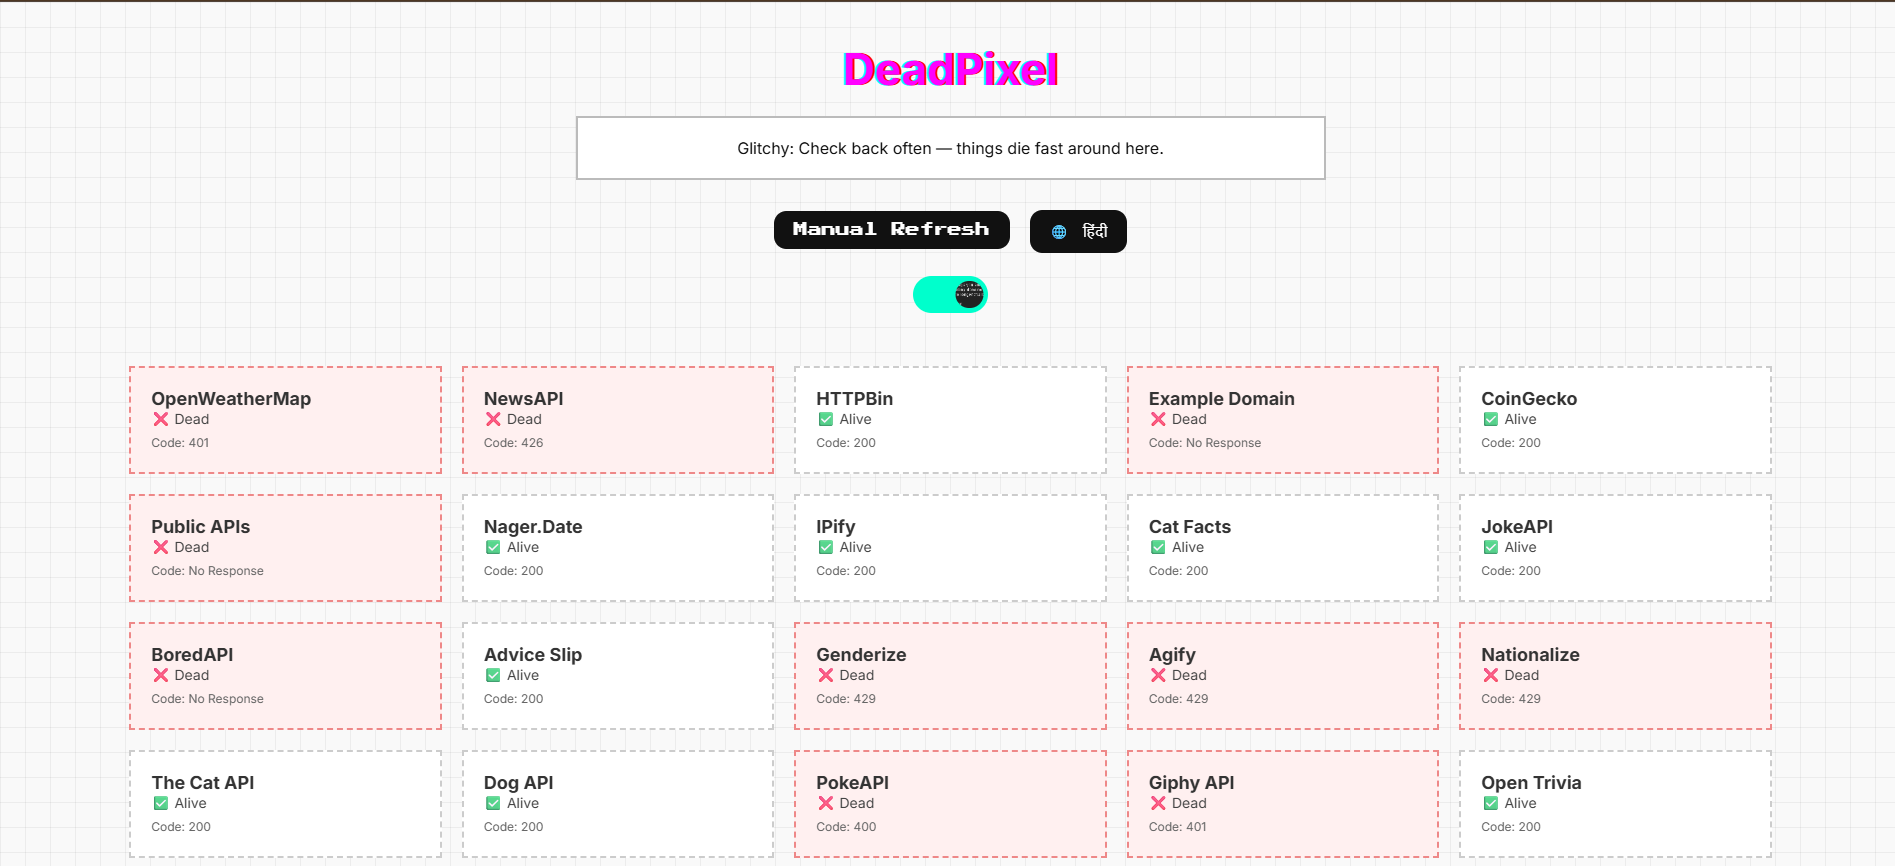 DeadPixel
Glitchy: Check back often — things die fast around here.
Manual Refresh
🌐 हिंदी
OpenWeatherMap
❌ Dead
Code: 401
NewsAPI
❌ Dead
Code: 426
HTTPBin
✅ Alive
Code: 200
Example Domain
❌ Dead
Code: No Response
CoinGecko
✅ Alive
Code: 200
Public APIs
❌ Dead
Code: No Response
Nager.Date
✅ Alive
Code: 200
IPify
✅ Alive
Code: 200
Cat Facts
✅ Alive
Code: 200
JokeAPI
✅ Alive
Code: 200
BoredAPI
❌ Dead
Code: No Response
Advice Slip
✅ Alive
Code: 200
Genderize
❌ Dead
Code: 429
Agify
❌ Dead
Code: 429
Nationalize
❌ Dead
Code: 429
The Cat API
✅ Alive
Code: 200
Dog API
✅ Alive
Code: 200
PokeAPI
❌ Dead
Code: 400
Giphy API
❌ Dead
Code: 401
Open Trivia
✅ Alive
Code: 200